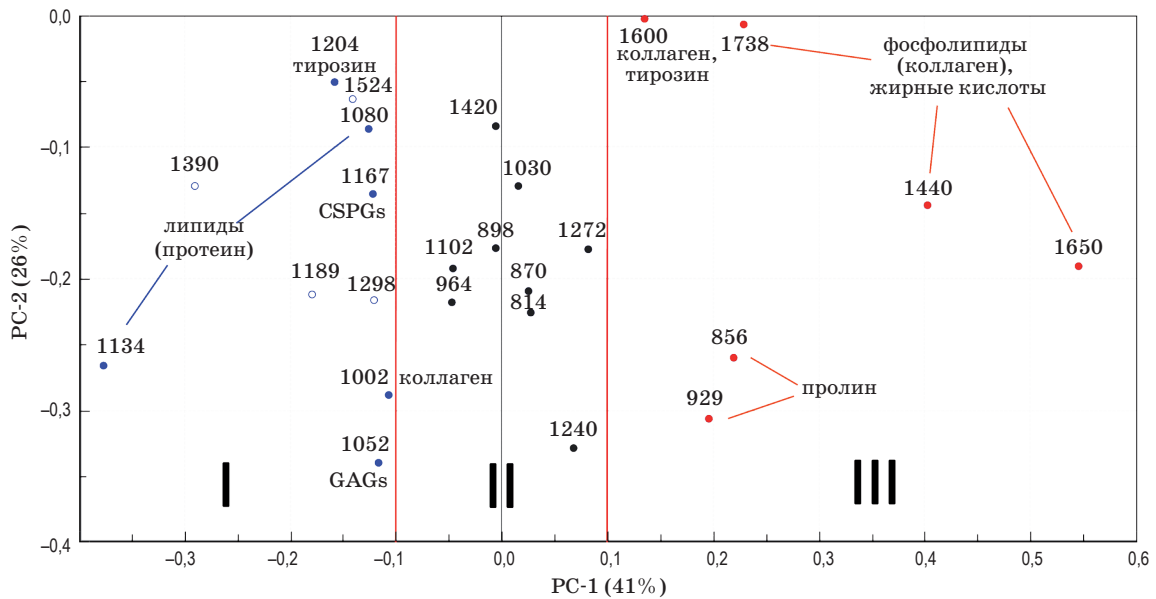 0,0
–0,1
–0,2
–0,3
–0,4
PC-2 (26%)
1204
тирозин
1524
1080
1390
1167
CSPGs
липиды
(протеин)
1189
1298
1134
1002
коллаген
1052
GAGs
I
1420
1030
898
1102
1272
964
870
814
1240
II
1600
коллаген,
тирозин
1738
фосфолипиды
(коллаген),
жирные кислоты
1440
1650
856
929
пролин
III
–0,3
–0,2
–0,1
0,0
0,1
0,2
0,3
0,4
0,5
0,6
PC-1 (41%)